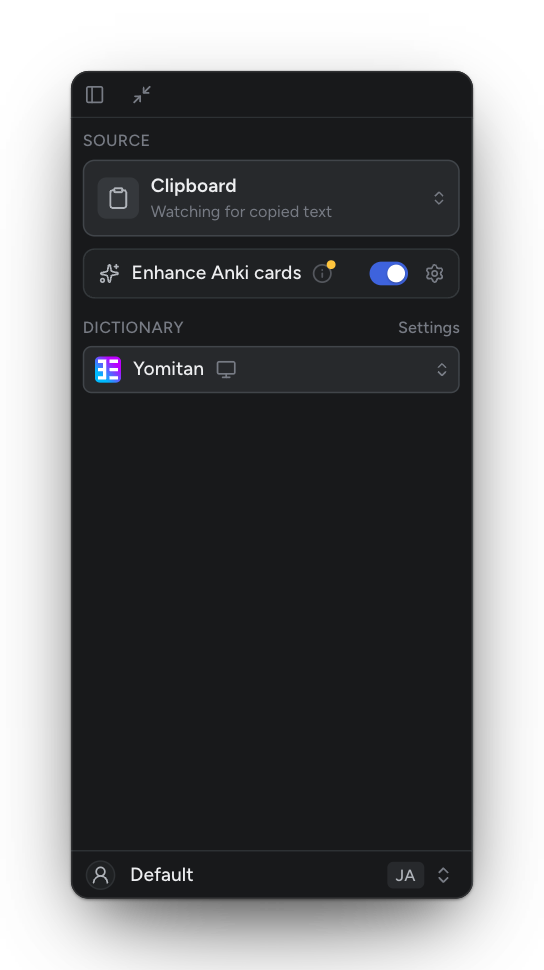 SOURCE
Clipboard
Watching for copied text
Enhance Anki cards
DICTIONARY Settings
Yomitan
Default JA